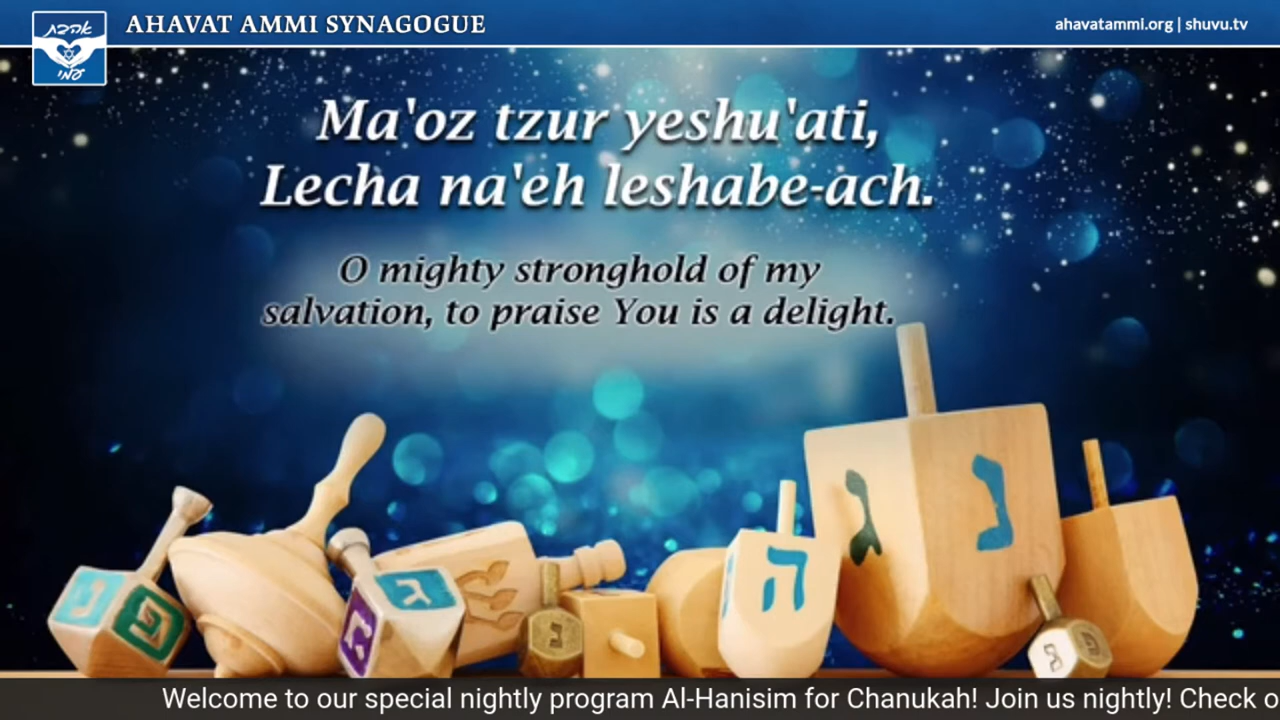 אהבת
עמי
AHAVAT AMMI SYNAGOGUE
ahavatammi.org | shuvu.tv
Ma'oz tzur yeshu'ati,
Lecha na'eh leshabe-ach.
O mighty stronghold of my
salvation, to praise You is a delight.
נ
פ
ג
ש
ה
ג
נ
Welcome to our special nightly program Al-Hanisim for Chanukah! Join us nightly! Check o